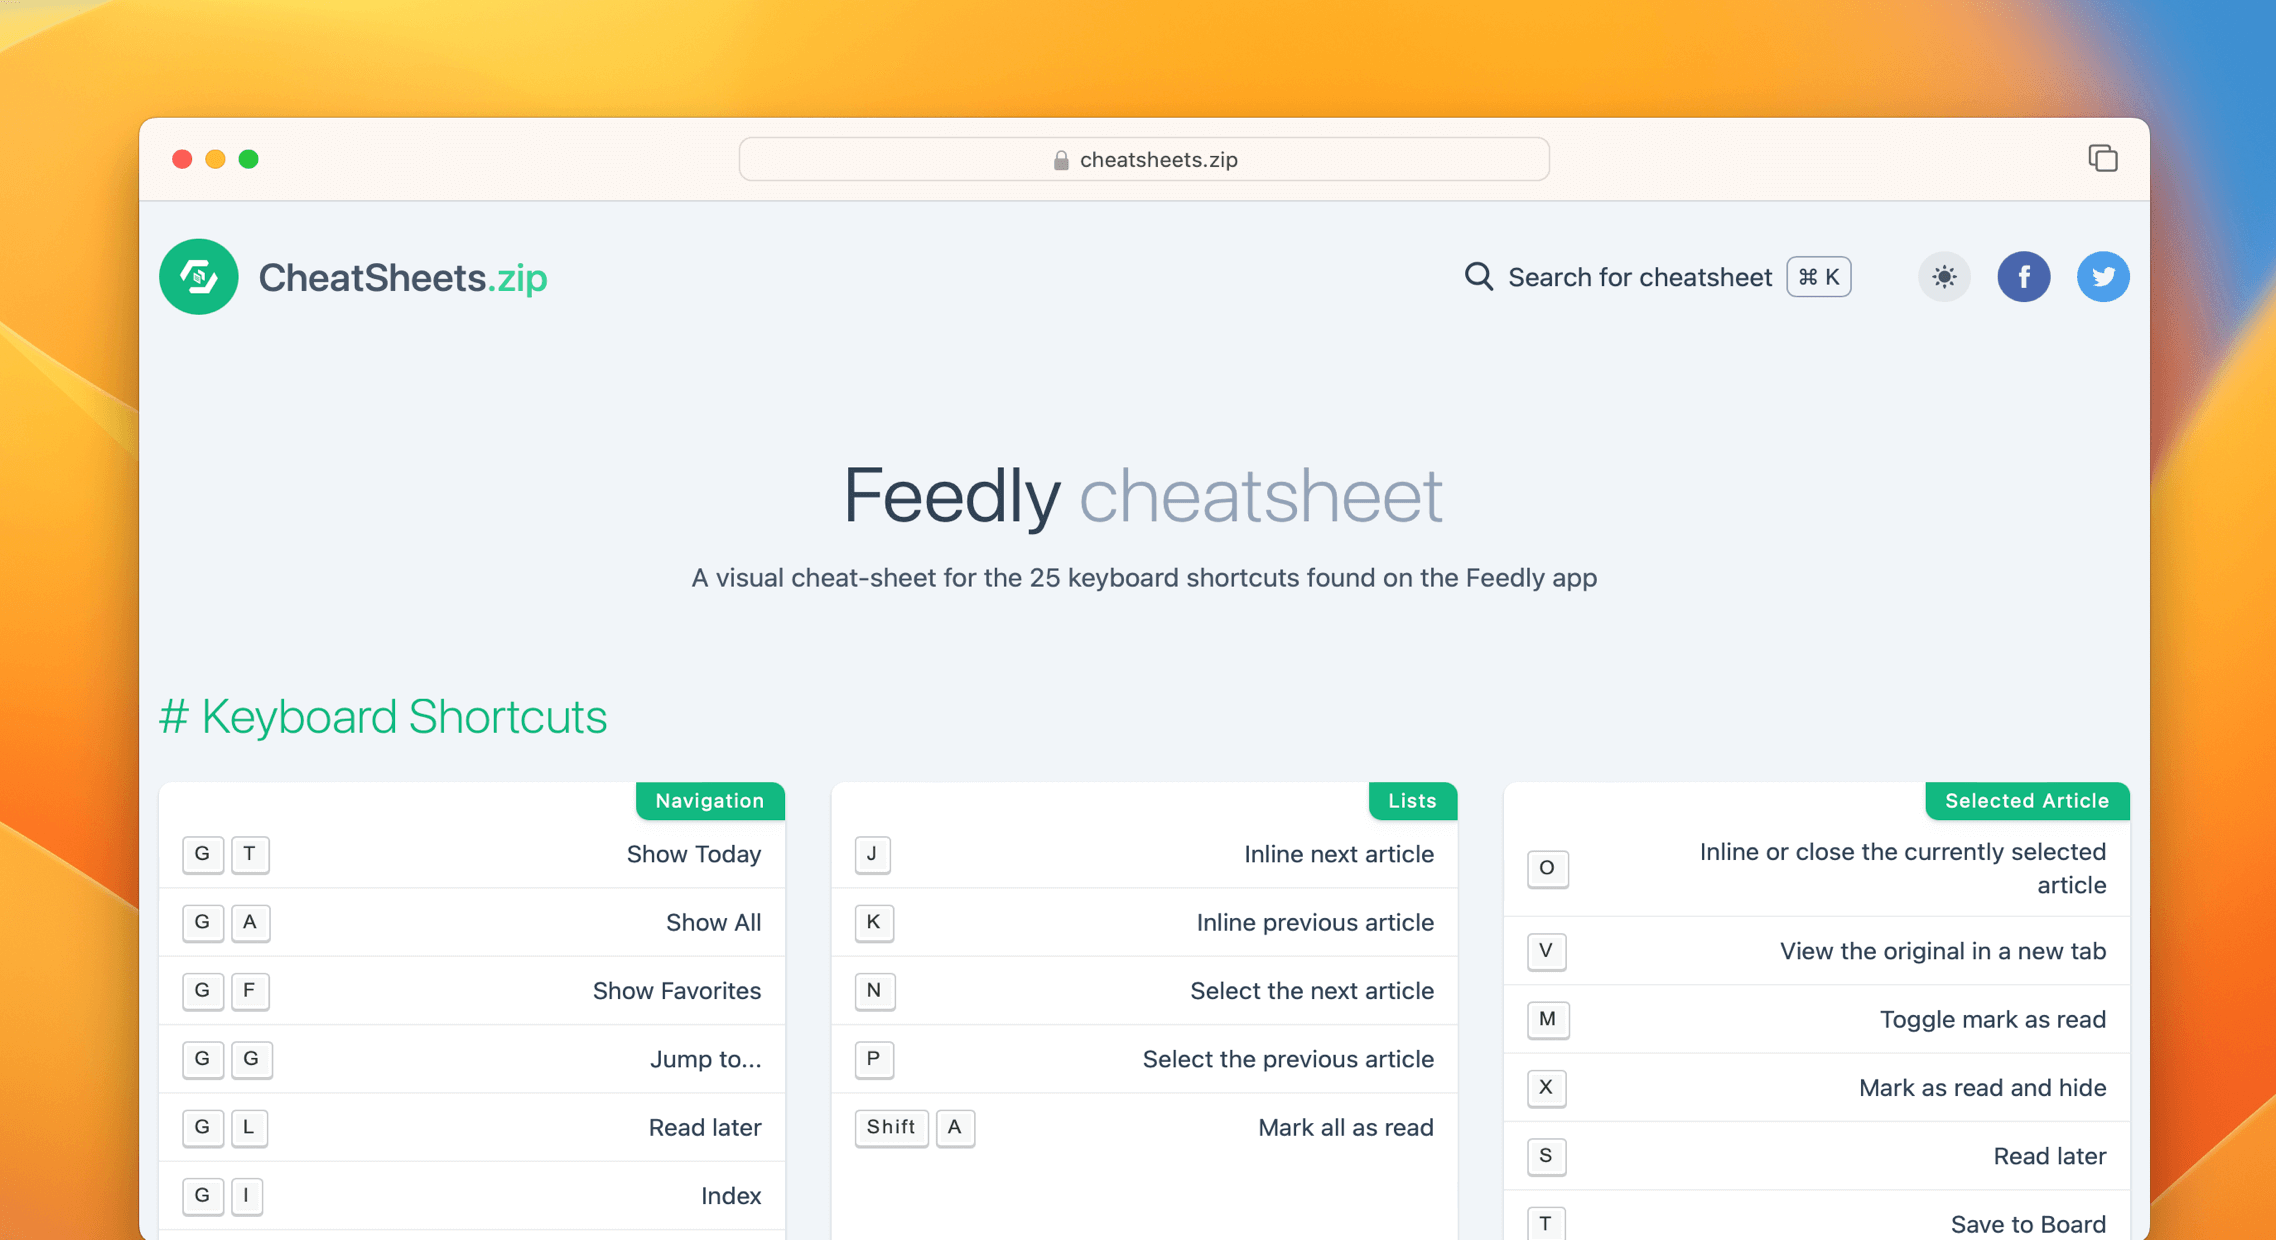 cheatsheets.zip
CheatSheets.zip
Search for cheatsheet ⌘ K
Feedly cheatsheet
A visual cheat-sheet for the 25 keyboard shortcuts found on the Feedly app
# Keyboard Shortcuts
Navigation
G T Show Today
G A Show All
G F Show Favorites
G G Jump to...
G L Read later
G I Index
Lists
J Inline next article
K Inline previous article
N Select the next article
P Select the previous article
Shift A Mark all as read
Selected Article
O Inline or close the currently selected
article
V View the original in a new tab
M Toggle mark as read
X Mark as read and hide
S Read later
T Save to Board